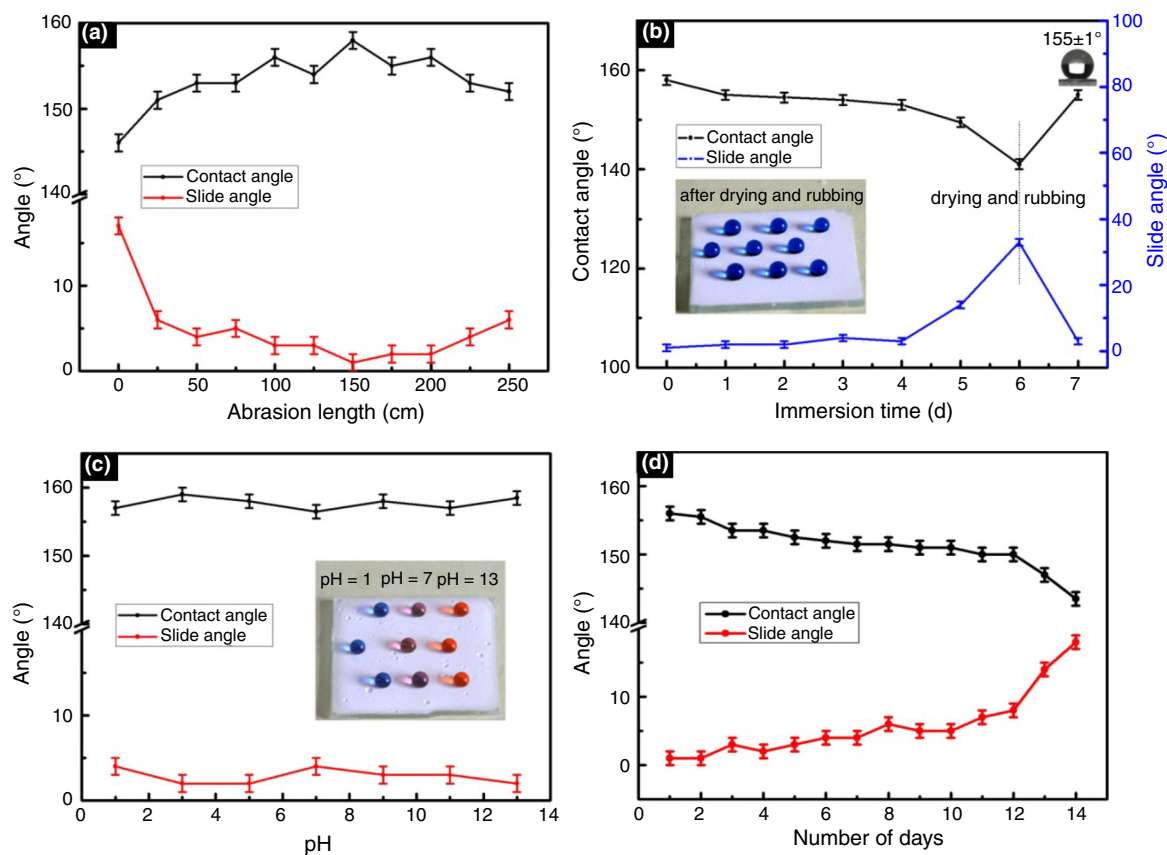 (a)
160
150
140
10
0
Angle (°)
Contact angle
Slide angle
0 50 100 150 200 250
Abrasion length (cm)
(b)
160
140
120
100
Contact angle (°)
100
80
60
40
20
0
Slide angle (°)
155±1°
Contact angle
Slide angle
after drying and rubbing
drying and rubbing
0 1 2 3 4 5 6 7
Immersion time (d)
(c)
160
150
140
10
0
Angle (°)
pH = 1 pH = 7 pH = 13
Contact angle
Slide angle
0 2 4 6 8 10 12 14
pH
(d)
160
150
140
10
0
Angle (°)
Contact angle
Slide angle
0 2 4 6 8 10 12 14
Number of days